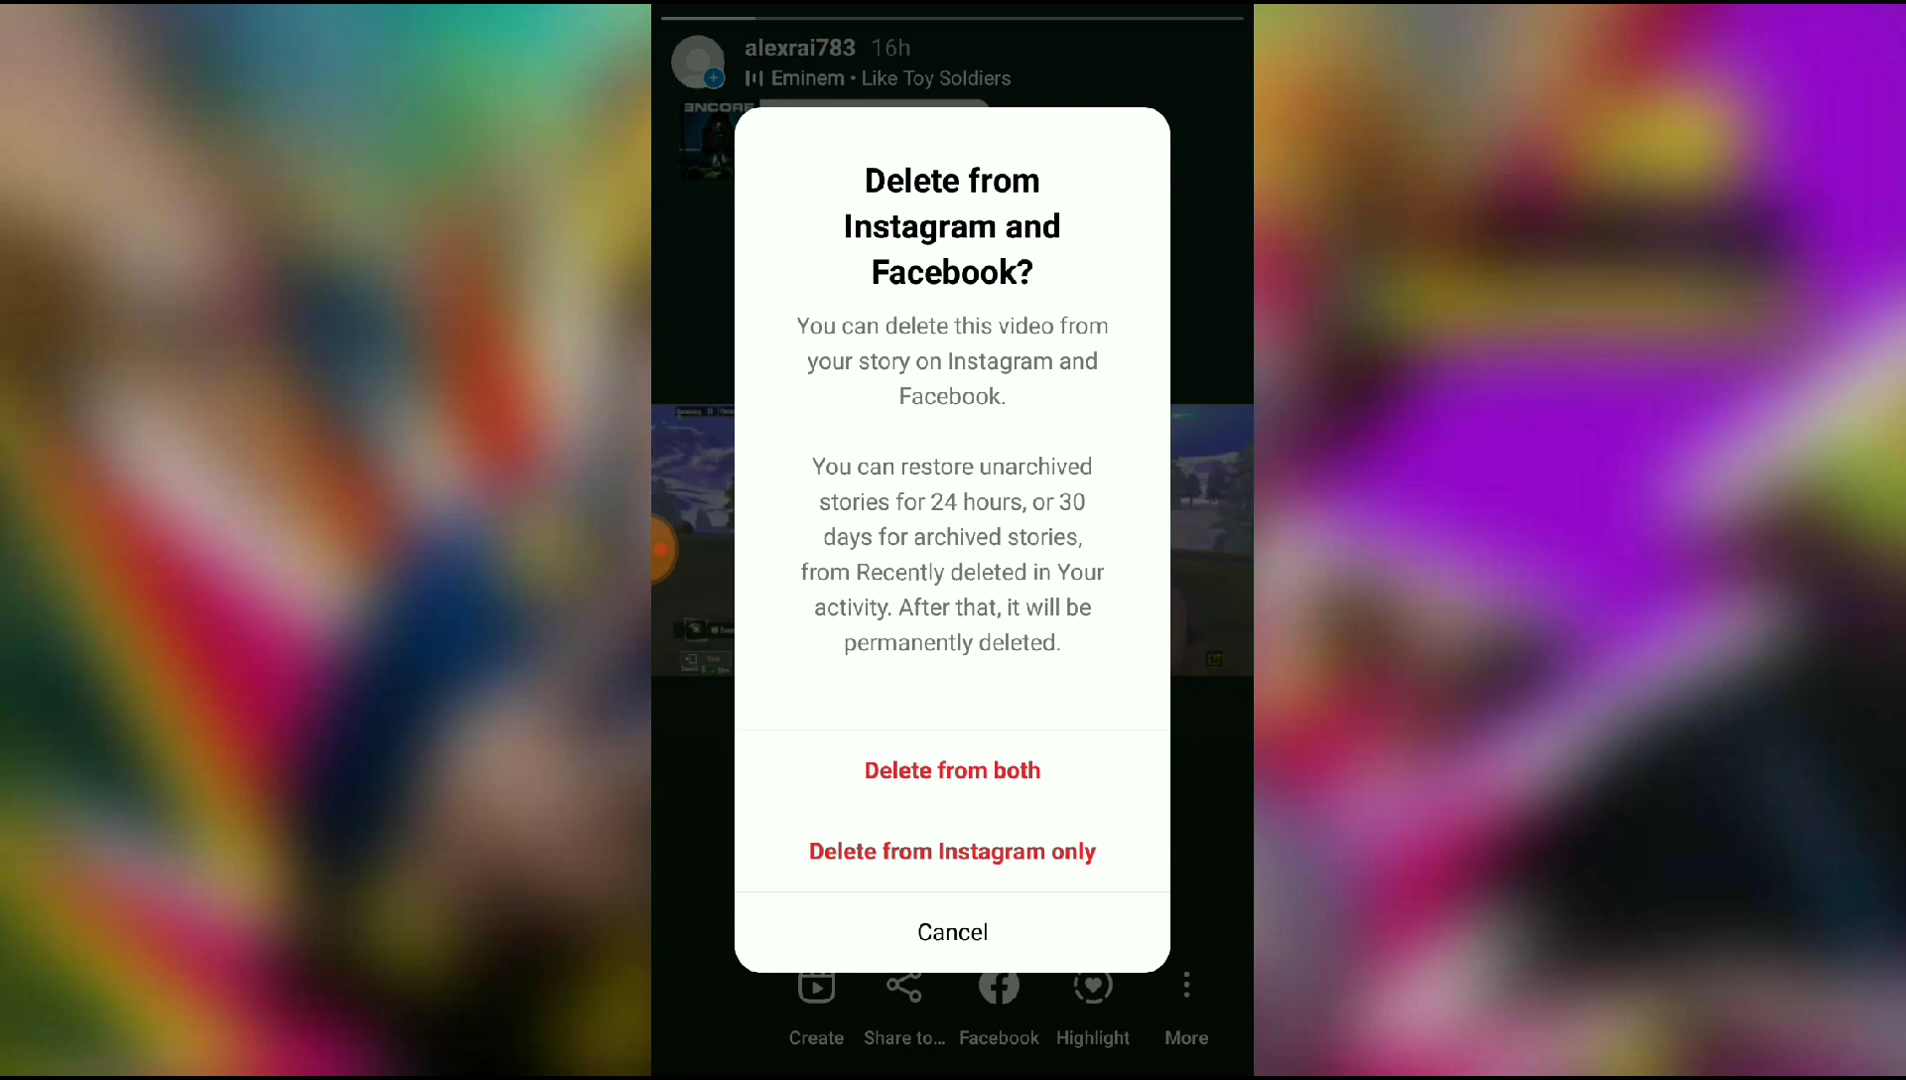 alexrai783 16h
Eminem • Like Toy Soldiers
ENCORE
Delete from
Instagram and
Facebook?
You can delete this video from
your story on Instagram and
Facebook.
You can restore unarchived
stories for 24 hours, or 30
days for archived stories,
from Recently deleted in Your
activity. After that, it will be
permanently deleted.
Delete from both
Delete from Instagram only
Cancel
Create Share to... Facebook Highlight More